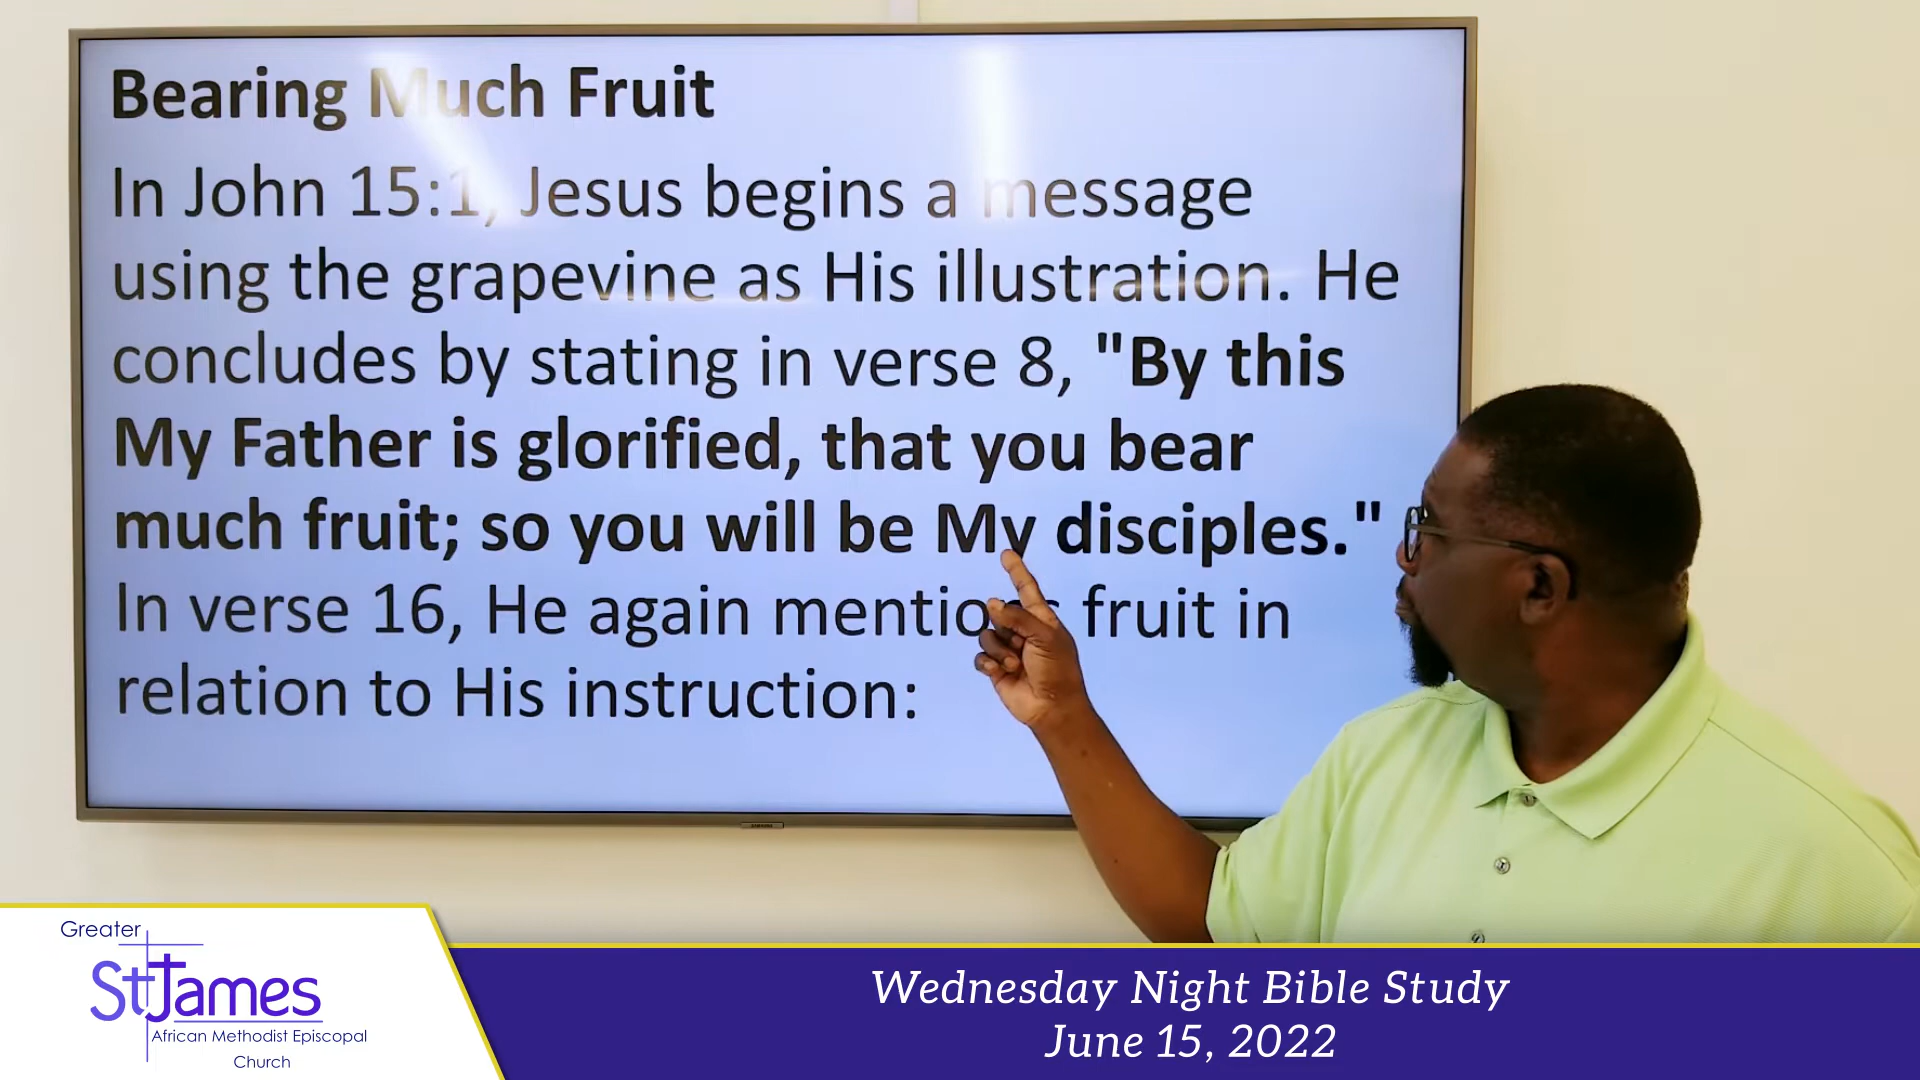 Bearing Much Fruit
In John 15:1, Jesus begins a message
using the grapevine as His illustration. He
concludes by stating in verse 8, "By this
My Father is glorified, that you bear
much fruit; so you will be My disciples."
In verse 16, He again mentions fruit in
relation to His instruction:
SAMSUNG
Greater
St James
African Methodist Episcopal
Church
Wednesday Night Bible Study
June 15, 2022